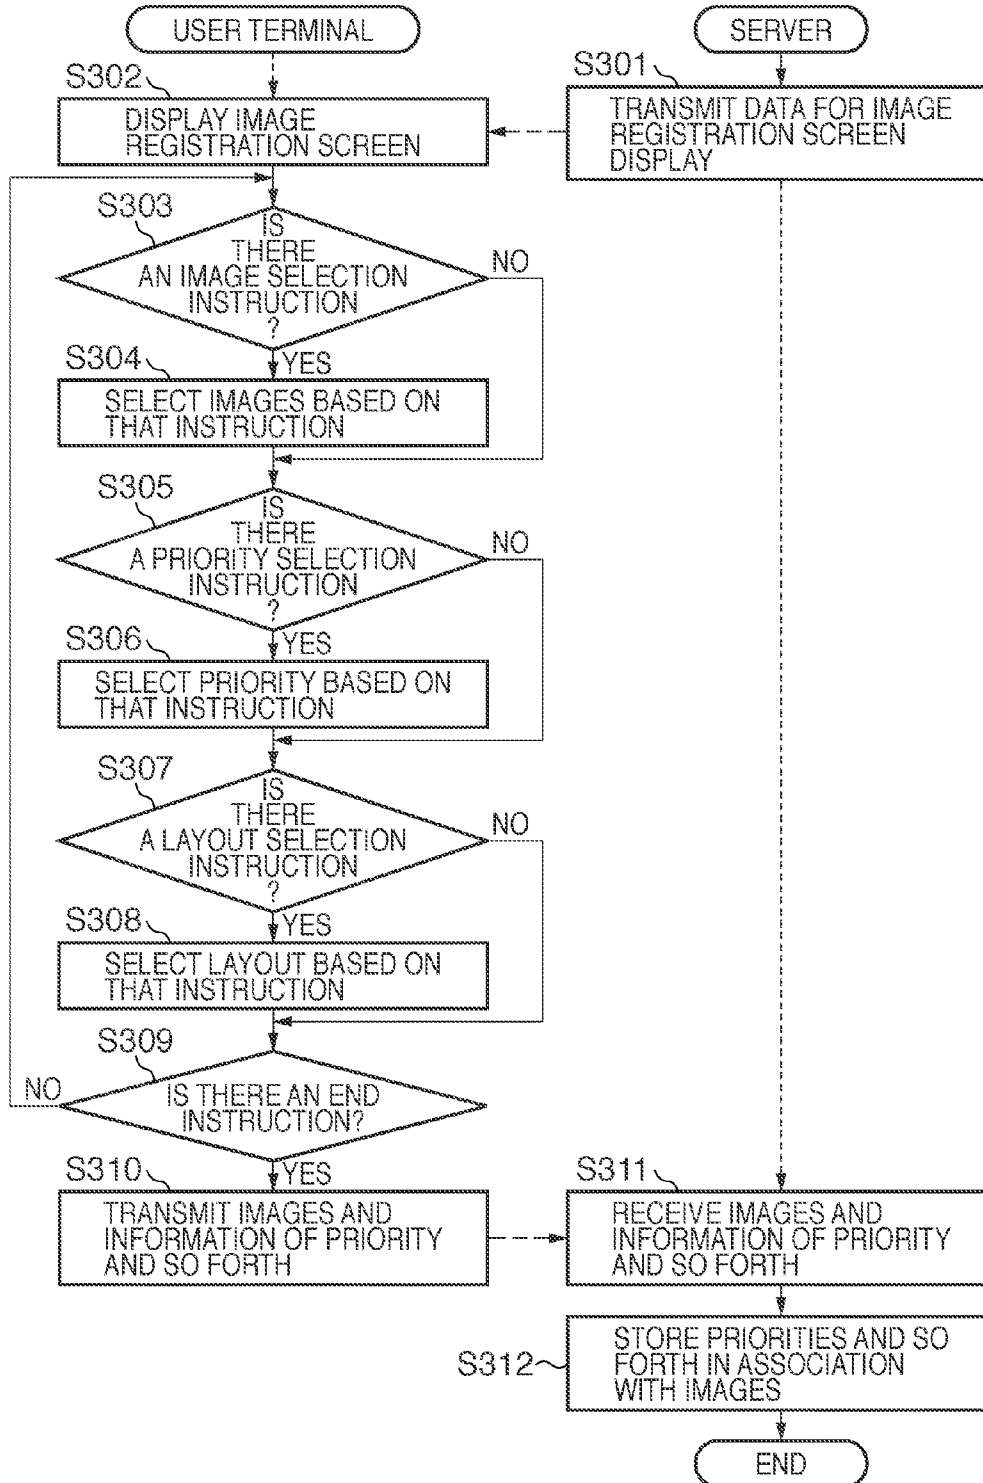 USER TERMINAL
SERVER
S302
S301
DISPLAY IMAGE
REGISTRATION SCREEN
TRANSMIT DATA FOR IMAGE
REGISTRATION SCREEN
DISPLAY
S303
IS
THERE
AN IMAGE SELECTION
INSTRUCTION
?
NO
YES
S304
SELECT IMAGES BASED ON
THAT INSTRUCTION
S305
IS
THERE
A PRIORITY SELECTION
INSTRUCTION
?
NO
YES
S306
SELECT PRIORITY BASED ON
THAT INSTRUCTION
S307
IS
THERE
A LAYOUT SELECTION
INSTRUCTION
?
NO
YES
S308
SELECT LAYOUT BASED ON
THAT INSTRUCTION
S309
IS THERE AN END
INSTRUCTION?
NO
YES
S310
TRANSMIT IMAGES AND
INFORMATION OF PRIORITY
AND SO FORTH
S311
RECEIVE IMAGES AND
INFORMATION OF PRIORITY
AND SO FORTH
S312
STORE PRIORITIES AND SO
FORTH IN ASSOCIATION
WITH IMAGES
END